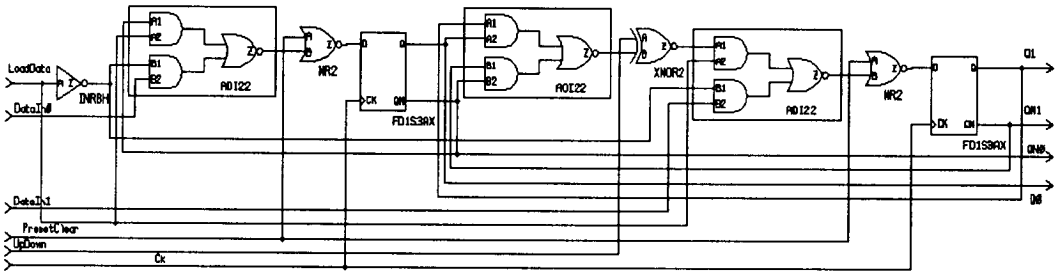 LoadData
A Z
INRBH
DataIn0
A1
A2
B1
B2
Z
AOI22
A
B
Z
NR2
D Q
CK QN
FD1S3AX
A1
A2
B1
B2
Z
AOI22
A
B
Z
XNOR2
A1
A2
B1
B2
Z
AOI22
A
B
Z
NR2
D Q
CK QN
FD1S3AX
Q1
QN1
QN0
Q0
DataIn1
PresetClear
UpDown
Ck